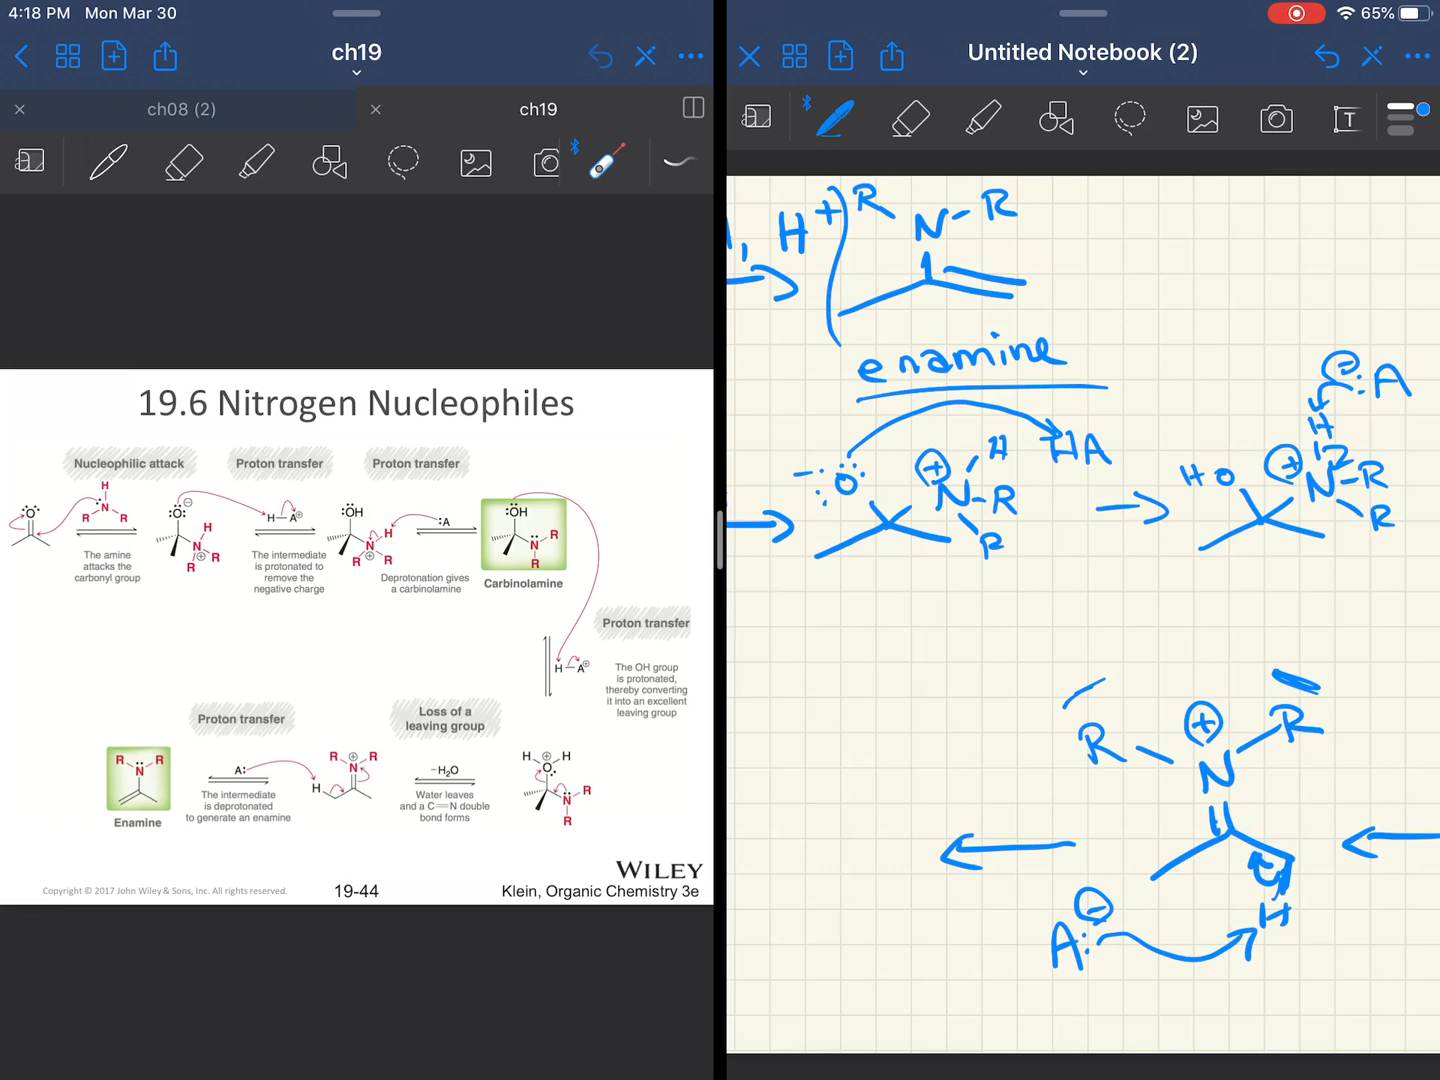 4:18 PM Mon Mar 30
ch19
ch08 (2)
ch19
19.6 Nitrogen Nucleophiles
Nucleophilic attack
Proton transfer
Proton transfer
The amine
attacks the
carbonyl group
The intermediate
is protonated to
remove the
negative charge
Deprotonation gives
a carbinolamine
Carbinolamine
Proton transfer
The OH group
is protonated,
thereby converting
it into an excellent
leaving group
Loss of a
leaving group
Proton transfer
−H₂O
Water leaves
and a C=N double
bond forms
The intermediate
is deprotonated
to generate an enamine
Enamine
WILEY
Copyright © 2017 John Wiley & Sons, Inc. All rights reserved.
19-44
Klein, Organic Chemistry 3e
65%
Untitled Notebook (2)
T
, H+
R N-R
enamine
HA
:A
H
O N-R
R
H
HO N-R
R
R N R
A:
H